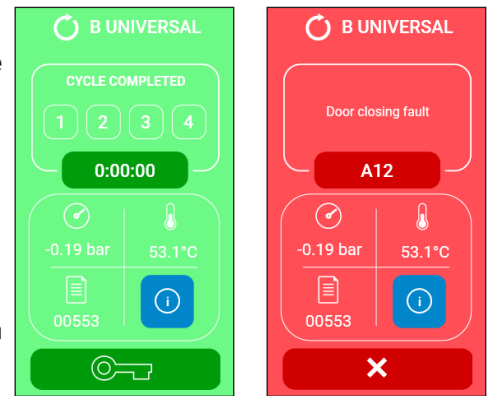 B UNIVERSAL
CYCLE COMPLETED
1 2 3 4
0:00:00
-0.19 bar
53.1°C
00553
i
B UNIVERSAL
Door closing fault
A12
-0.19 bar
53.1°C
00553
i
e
n